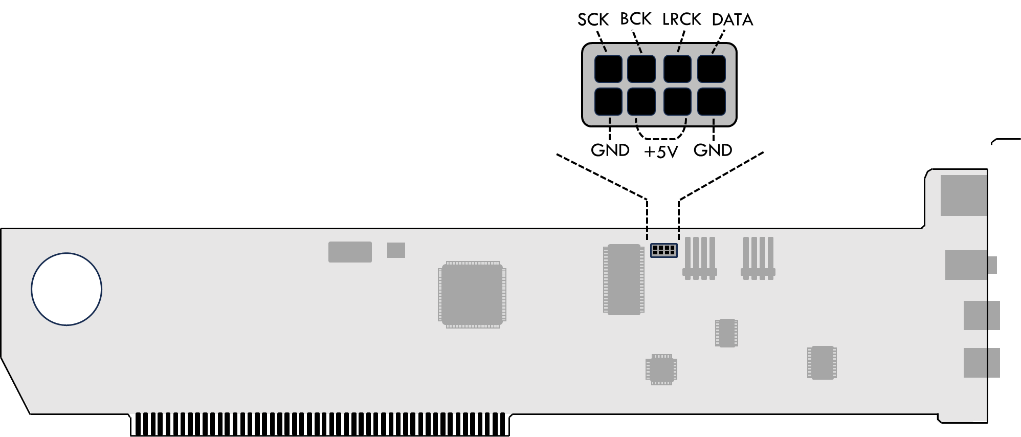 SCK BCK LRCK DATA
GND +5V GND